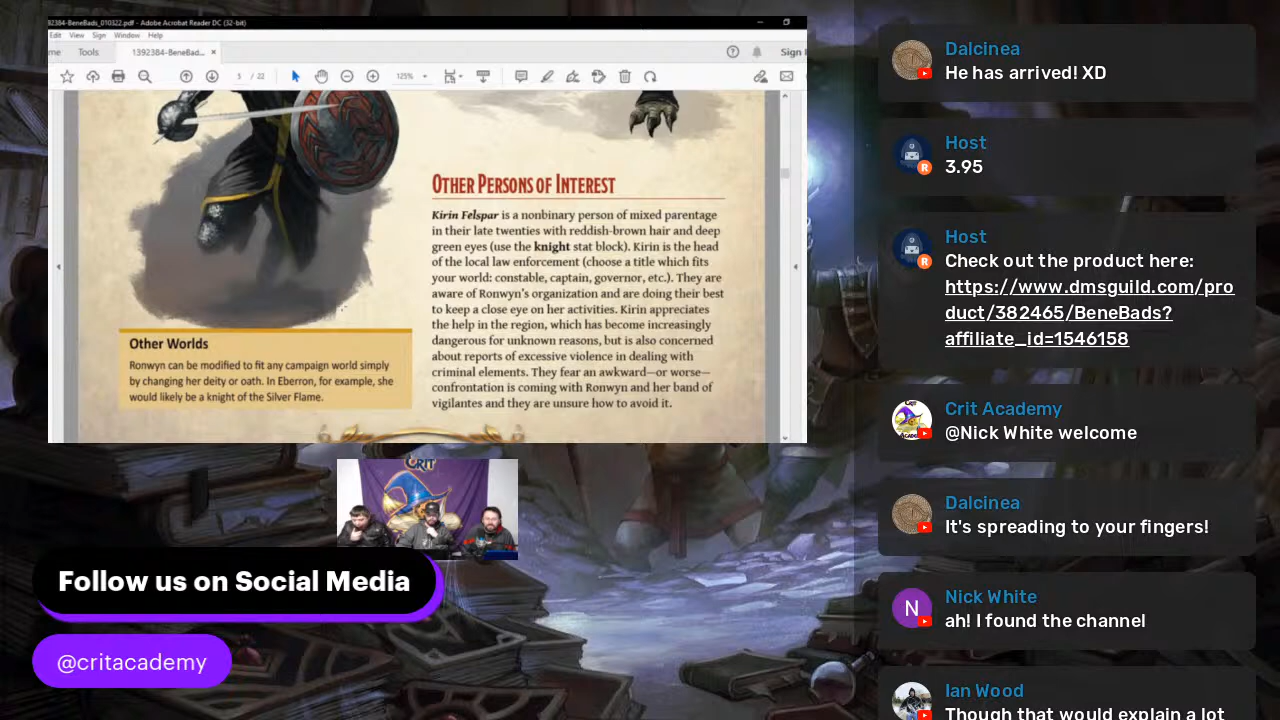 92384-BeneBads_010322.pdf - Adobe Acrobat Reader DC (32-bit)
Edit View Sign Window Help
me Tools 1392384-BeneBad... × Sign I
3 / 22 125%
OTHER PERSONS OF INTEREST
Kirin Felspar is a nonbinary person of mixed parentage
in their late twenties with reddish-brown hair and deep
green eyes (use the knight stat block). Kirin is the head
of the local law enforcement (choose a title which fits
your world: constable, captain, governor, etc.). They are
aware of Ronwyn's organization and are doing their best
to keep a close eye on her activities. Kirin appreciates
the help in the region, which has become increasingly
dangerous for unknown reasons, but is also concerned
about reports of excessive violence in dealing with
criminal elements. They fear an awkward—or worse—
confrontation is coming with Ronwyn and her band of
vigilantes and they are unsure how to avoid it.
Other Worlds
Ronwyn can be modified to fit any campaign world simply
by changing her deity or oath. In Eberron, for example, she
would likely be a knight of the Silver Flame.
CRIT
Follow us on Social Media
@critacademy
Dalcinea
He has arrived! XD
Host
3.95
Host
Check out the product here:
https://www.dmsguild.com/pro
duct/382465/BeneBads?
affiliate_id=1546158
Crit Academy
@Nick White welcome
Dalcinea
It's spreading to your fingers!
N
Nick White
ah! I found the channel
Ian Wood
Though that would explain a lot